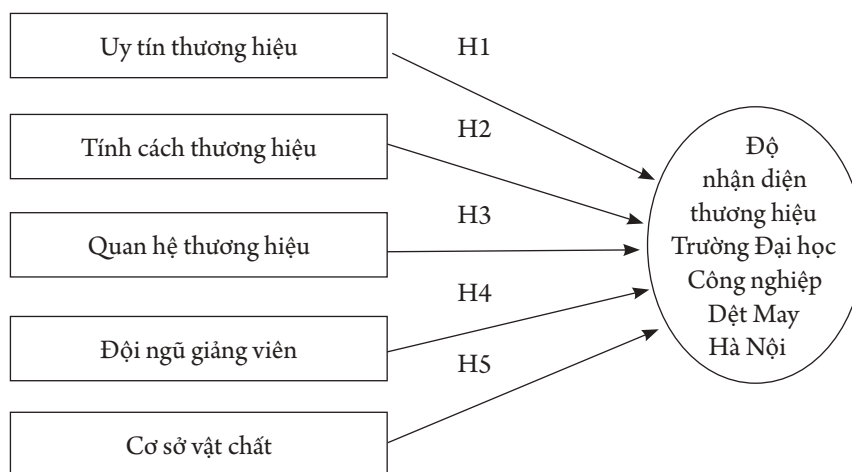 Uy tín thương hiệu
H1
Tính cách thương hiệu
H2
Quan hệ thương hiệu
H3
Đội ngũ giảng viên
H4
Cơ sở vật chất
H5
Độ
nhận diện
thương hiệu
Trường Đại học
Công nghiệp
Dệt May
Hà Nội